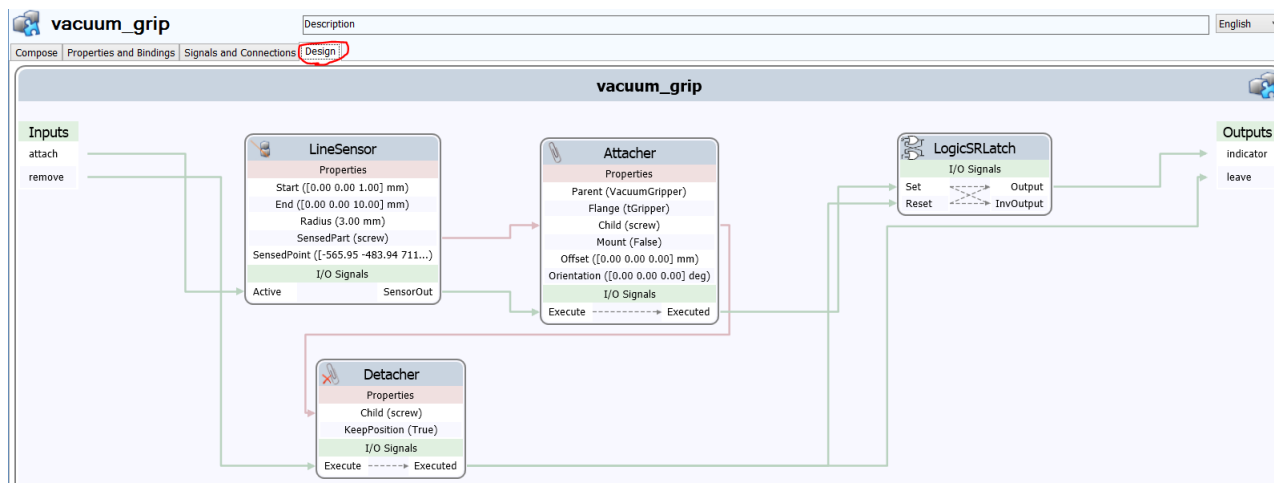 vacuum_grip
Description
English
Compose
Properties and Bindings
Signals and Connections
Design
vacuum_grip
Inputs
attach
remove
LineSensor
Properties
Start ([0.00 0.00 1.00] mm)
End ([0.00 0.00 10.00] mm)
Radius (3.00 mm)
SensedPart (screw)
SensedPoint ([-565.95 -483.94 711...)
I/O Signals
Active SensorOut
Attacher
Properties
Parent (VacuumGripper)
Flange (tGripper)
Child (screw)
Mount (False)
Offset ([0.00 0.00 0.00] mm)
Orientation ([0.00 0.00 0.00] deg)
I/O Signals
Execute Executed
LogicSRLatch
I/O Signals
Set Output
Reset InvOutput
Outputs
indicator
leave
Detacher
Properties
Child (screw)
KeepPosition (True)
I/O Signals
Execute Executed